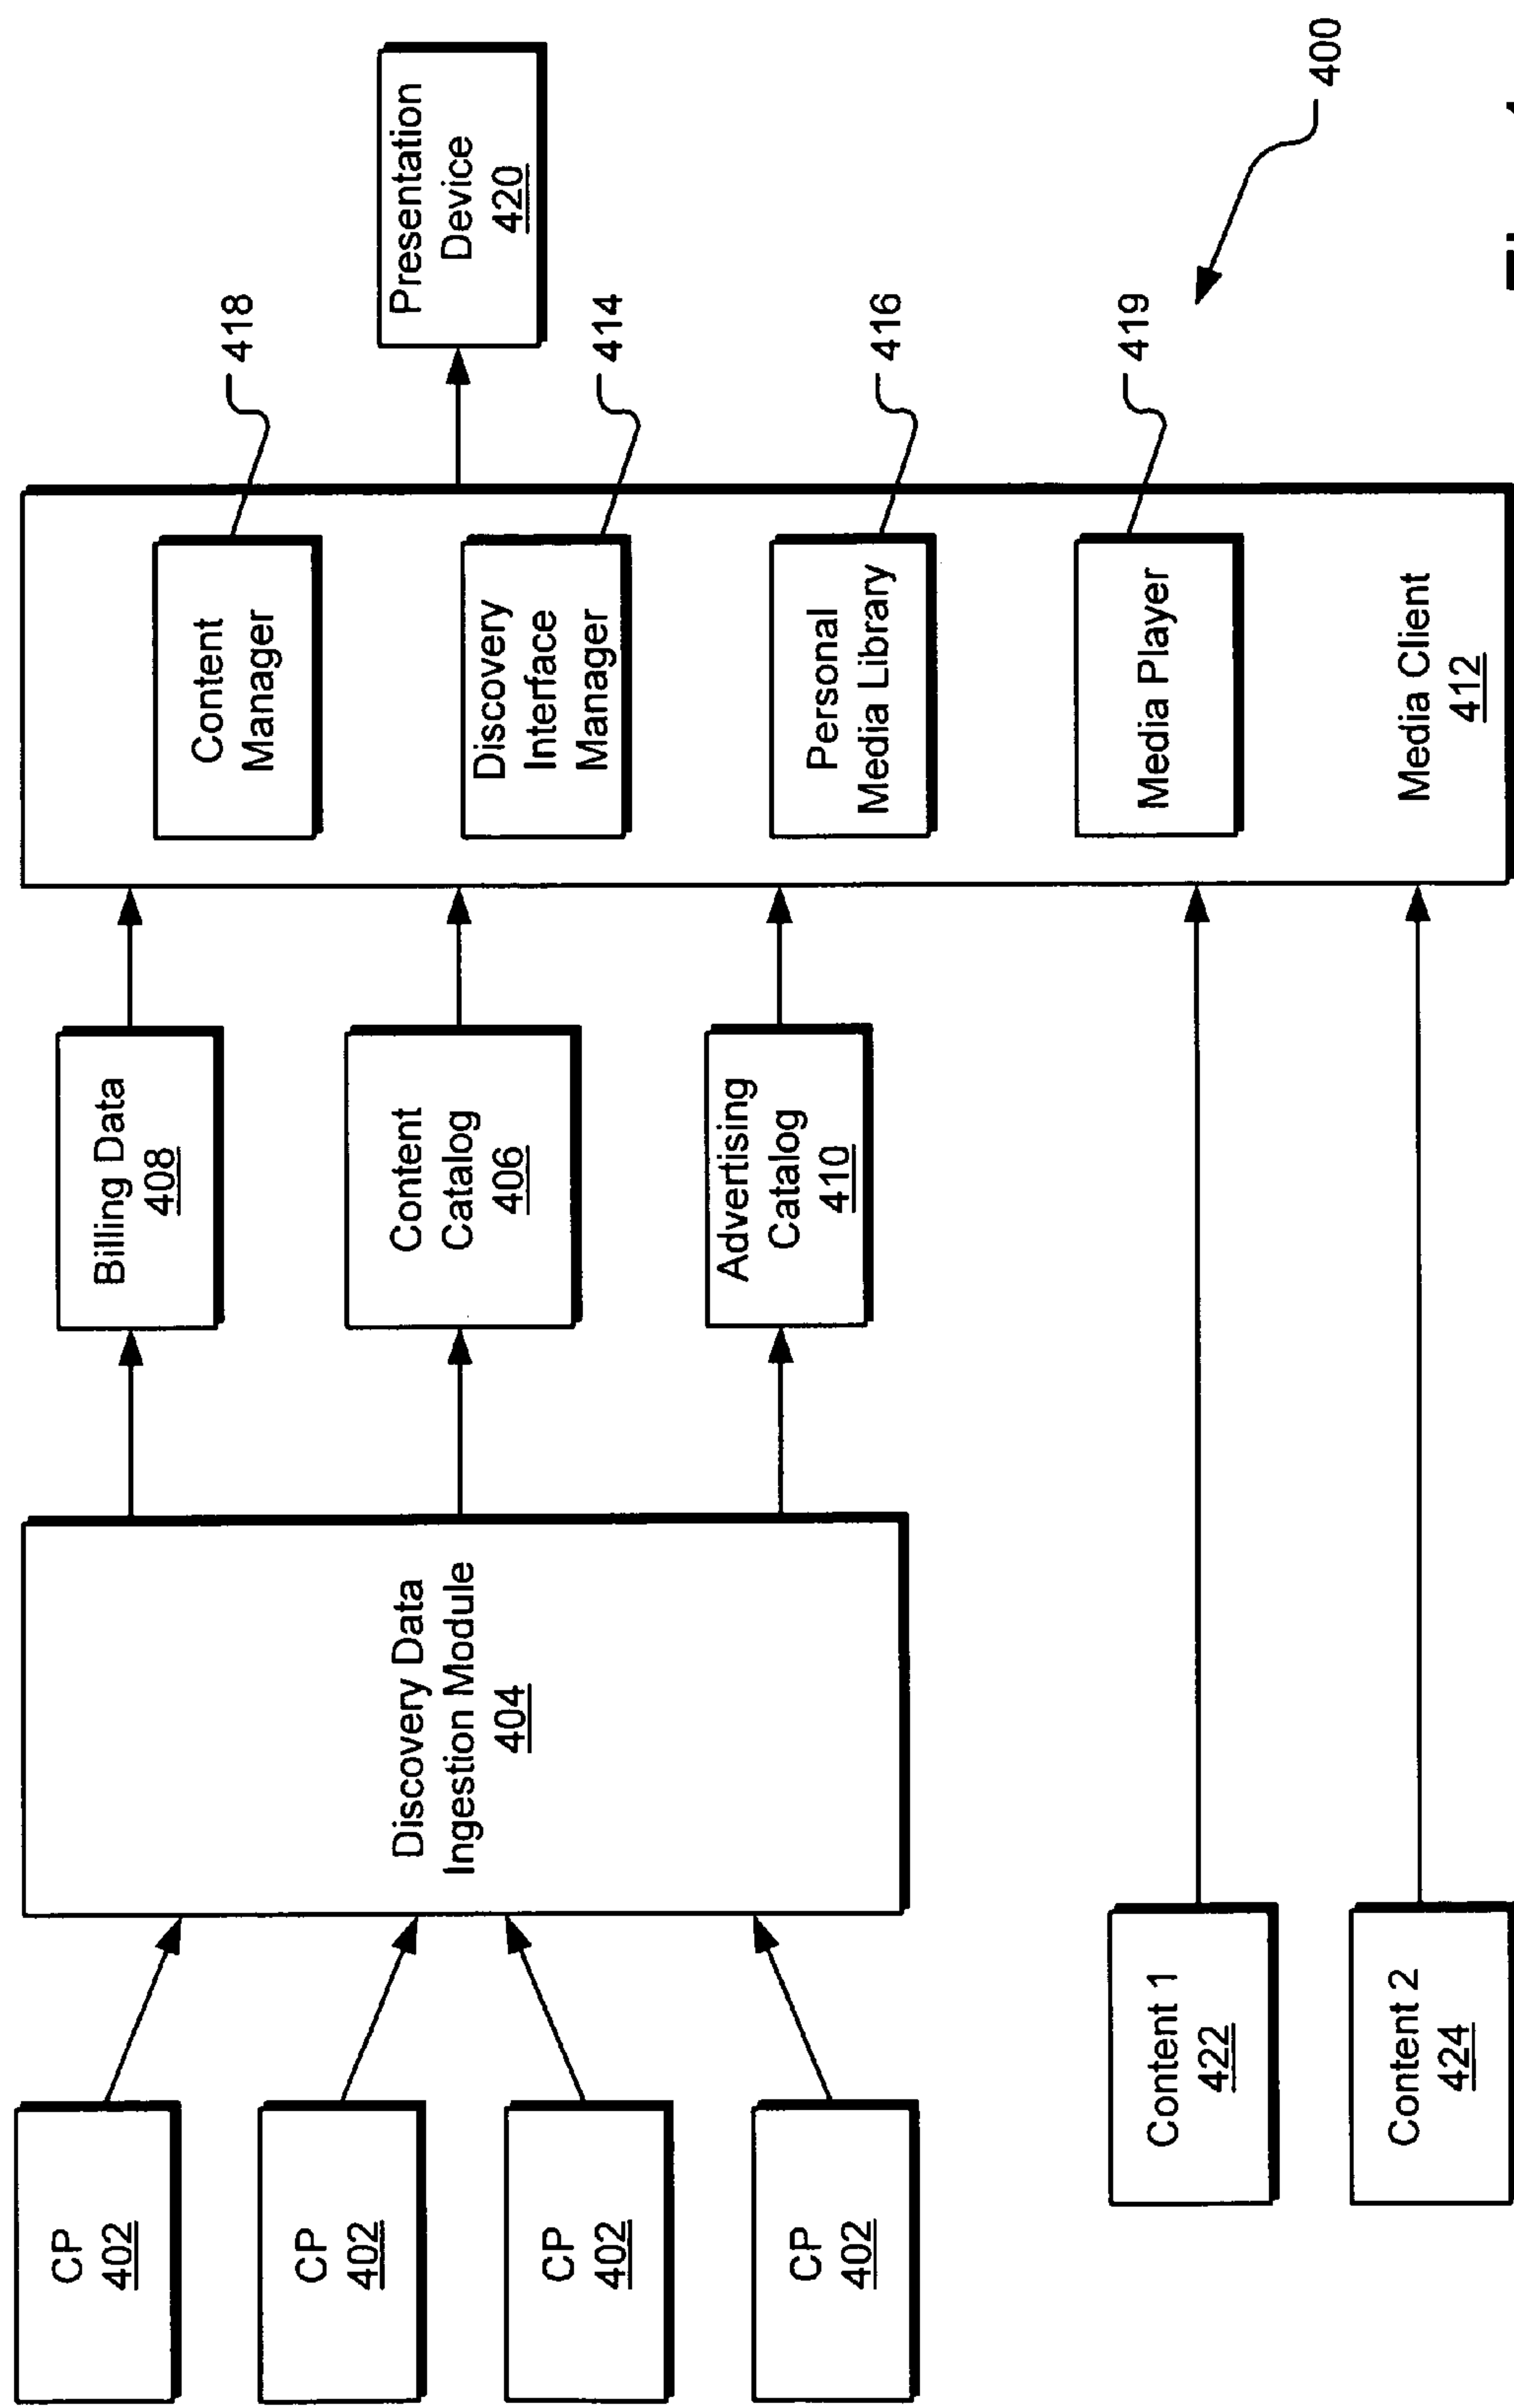 CP
402
CP
402
CP
402
CP
402
Discovery Data
Ingestion Module
404
Billing Data
408
Content
Catalog
406
Advertising
Catalog
410
Content
Manager
418
Discovery
Interface
Manager
414
Personal
Media Library
416
Media Player
419
Media Client
412
Presentation
Device
420
Content 1
422
Content 2
424
400